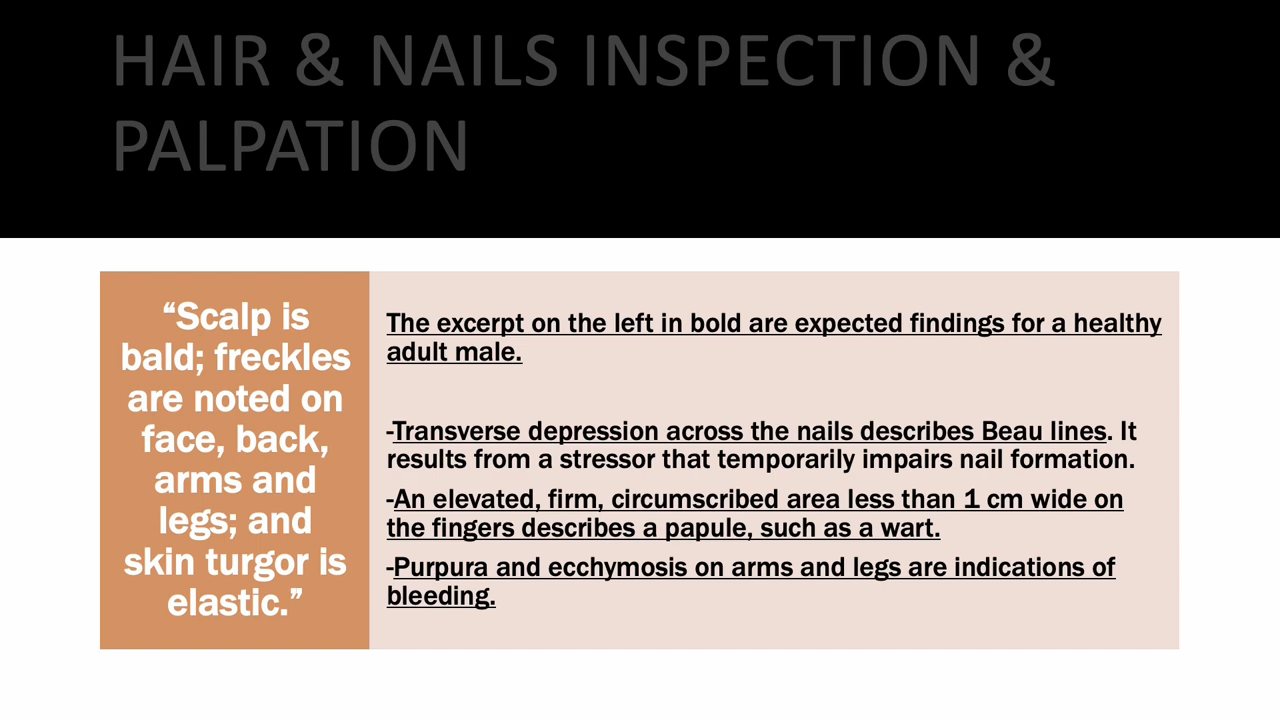 HAIR & NAILS INSPECTION &
PALPATION
“Scalp is
bald; freckles
are noted on
face, back,
arms and
legs; and
skin turgor is
elastic.”
The excerpt on the left in bold are expected findings for a healthy
adult male.
-Transverse depression across the nails describes Beau lines. It
results from a stressor that temporarily impairs nail formation.
-An elevated, firm, circumscribed area less than 1 cm wide on
the fingers describes a papule, such as a wart.
-Purpura and ecchymosis on arms and legs are indications of
bleeding.